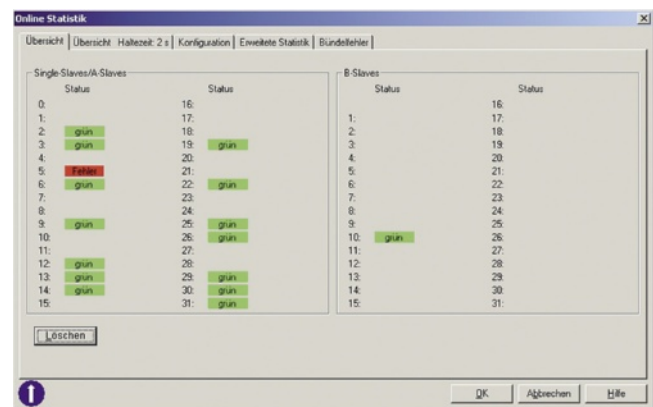 Online Statistik
Übersicht Übersicht Haltezeit: 2 s Konfiguration Erweitete Statistik Bündelfehler
Single-Slaves/A-Slaves
Status Status
0: 16:
1: 17:
2: grün 18:
3: grün 19: grün
4: 20:
5: Fehler 21:
6: grün 22: grün
7: 23:
8: 24:
9: grün 25: grün
10: 26: grün
11: 27:
12: grün 28:
13: grün 29: grün
14: grün 30: grün
15: 31: grün
B-Slaves
Status Status
16:
1: 17:
2: 18:
3: 19:
4: 20:
5: 21:
6: 22:
7: 23:
8: 24:
9: 25:
10: grün 26:
11: 27:
12: 28:
13: 29:
14: 30:
15: 31:
Löschen
OK Abbrechen Hilfe